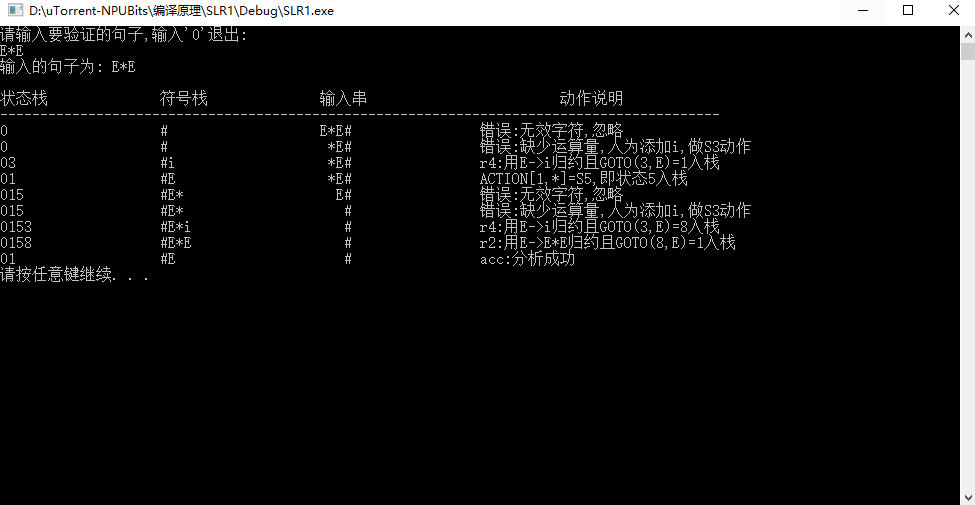 D:\uTorrent-NPUBits\编译原理\SLR1\Debug\SLR1.exe
请输入要验证的句子,输入'0'退出:
E*E
输入的句子为: E*E
状态栈 符号栈 输入串 动作说明
------------------------------------------------------------------------------------------
0 # E*E# 错误:无效字符,忽略
0 # *E# 错误:缺少运算量,人为添加i,做S3动作
03 #i *E# r4:用E->i归约且GOTO(3,E)=1入栈
01 #E *E# ACTION[1,*]=S5,即状态5入栈
015 #E* E# 错误:无效字符,忽略
015 #E* # 错误:缺少运算量,人为添加i,做S3动作
0153 #E*i # r4:用E->i归约且GOTO(3,E)=8入栈
0158 #E*E # r2:用E->E*E归约且GOTO(8,E)=1入栈
01 #E # acc:分析成功
请按任意键继续. . .